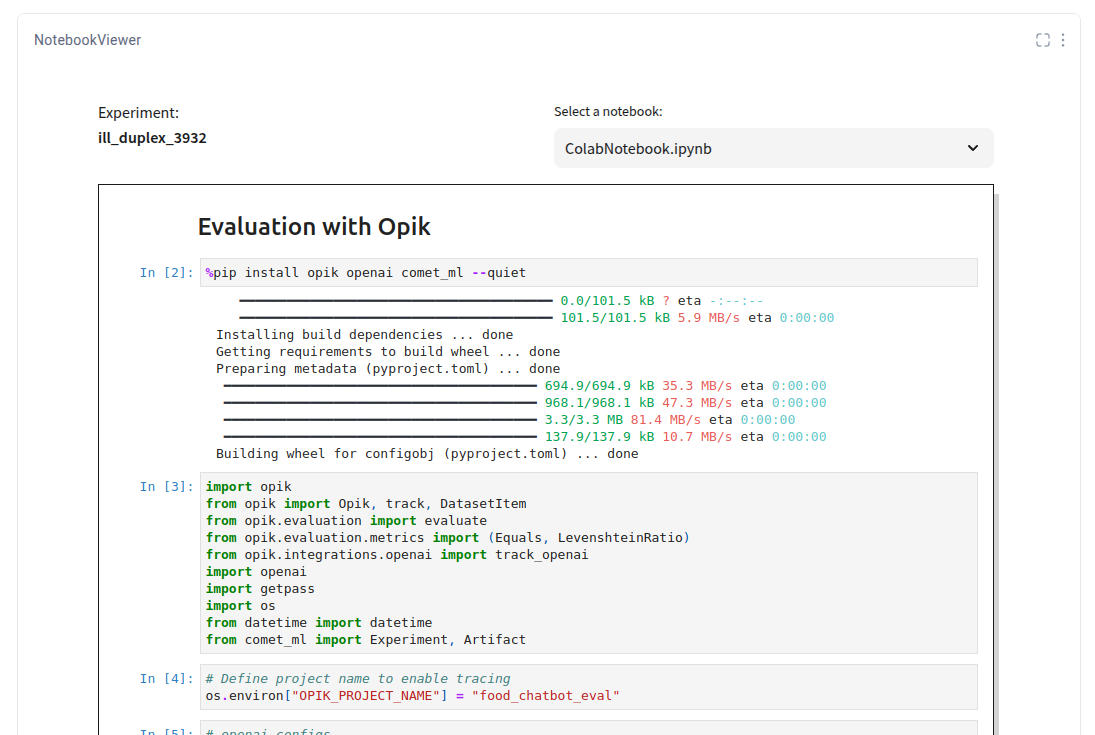 NotebookViewer
Experiment:
ill_duplex_3932
Select a notebook:
ColabNotebook.ipynb
Evaluation with Opik
In [2]: %pip install opik openai comet_ml --quiet
0.0/101.5 kB ? eta -:--:--
101.5/101.5 kB 5.9 MB/s eta 0:00:00
Installing build dependencies ... done
Getting requirements to build wheel ... done
Preparing metadata (pyproject.toml) ... done
694.9/694.9 kB 35.3 MB/s eta 0:00:00
968.1/968.1 kB 47.3 MB/s eta 0:00:00
3.3/3.3 MB 81.4 MB/s eta 0:00:00
137.9/137.9 kB 10.7 MB/s eta 0:00:00
Building wheel for configobj (pyproject.toml) ... done
In [3]: import opik
from opik import Opik, track, DatasetItem
from opik.evaluation import evaluate
from opik.evaluation.metrics import (Equals, LevenshteinRatio)
from opik.integrations.openai import track_openai
import openai
import getpass
import os
from datetime import datetime
from comet_ml import Experiment, Artifact
In [4]: # Define project name to enable tracing
os.environ["OPIK_PROJECT_NAME"] = "food_chatbot_eval"
In [5]: # openai configs